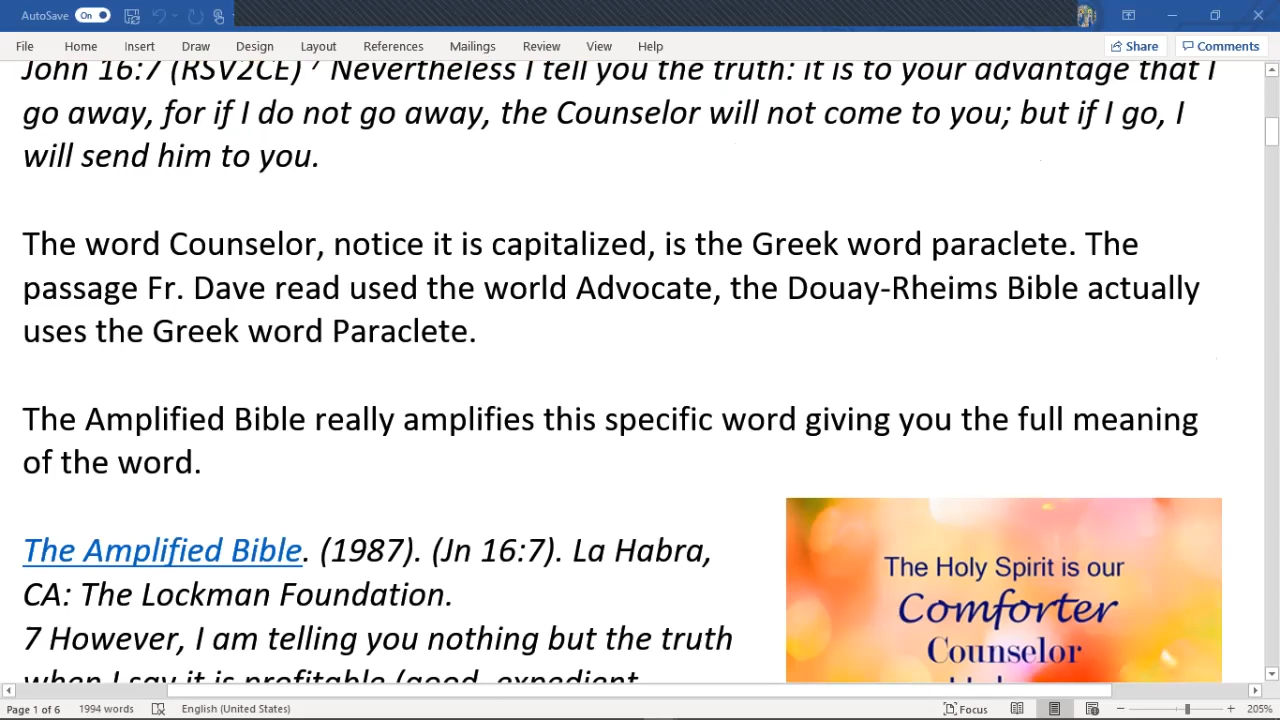 AutoSave On
File Home Insert Draw Design Layout References Mailings Review View Help Share Comments
John 16:7 (RSV2CE) 7 Nevertheless I tell you the truth: it is to your advantage that I
go away, for if I do not go away, the Counselor will not come to you; but if I go, I
will send him to you.
The word Counselor, notice it is capitalized, is the Greek word paraclete. The
passage Fr. Dave read used the world Advocate, the Douay-Rheims Bible actually
uses the Greek word Paraclete.
The Amplified Bible really amplifies this specific word giving you the full meaning
of the word.
The Amplified Bible. (1987). (Jn 16:7). La Habra,
CA: The Lockman Foundation.
7 However, I am telling you nothing but the truth
when I say it is profitable (good, expedient,
The Holy Spirit is our
Comforter
Counselor
Page 1 of 6 1994 words English (United States) Focus 205%